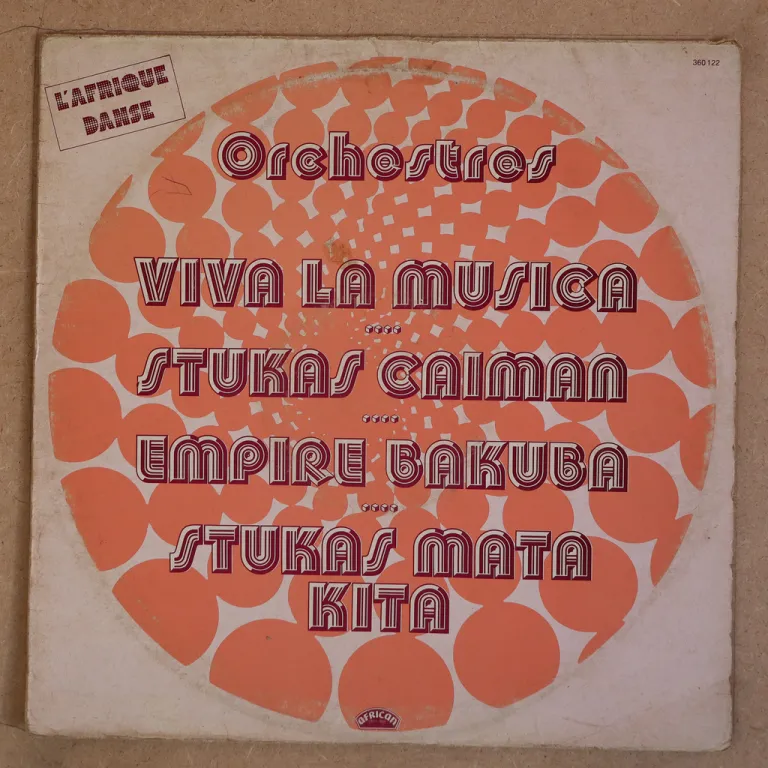 L'AFRIQUE
DANSE
360 122
Orchestres
VIVA LA MUSICA
STUKAS CAIMAN
EMPIRE BAKUBA
STUKAS MATA
KITA
AFRICAN